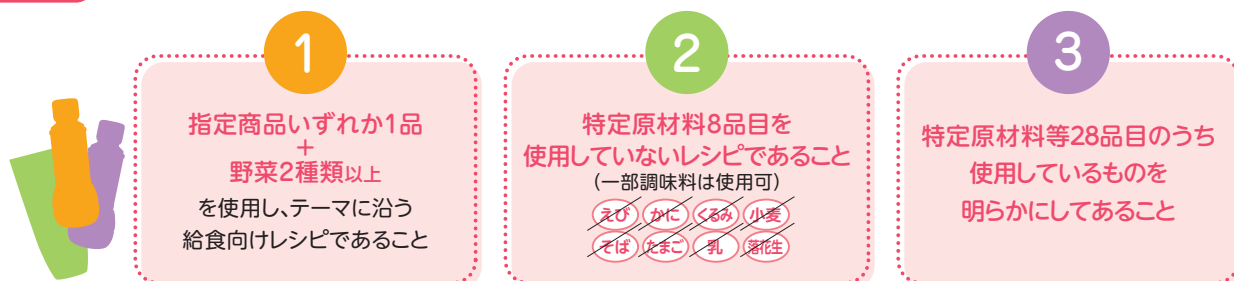 1
指定商品いずれか1品
+
野菜2種類以上
を使用し、テーマに沿う
給食向けレシピであること
2
特定原材料8品目を
使用していないレシピであること
(一部調味料は使用可)
えび かに くるみ 小麦
そば たまご 乳 落花生
3
特定原材料等28品目のうち
使用しているものを
明らかにしてあること